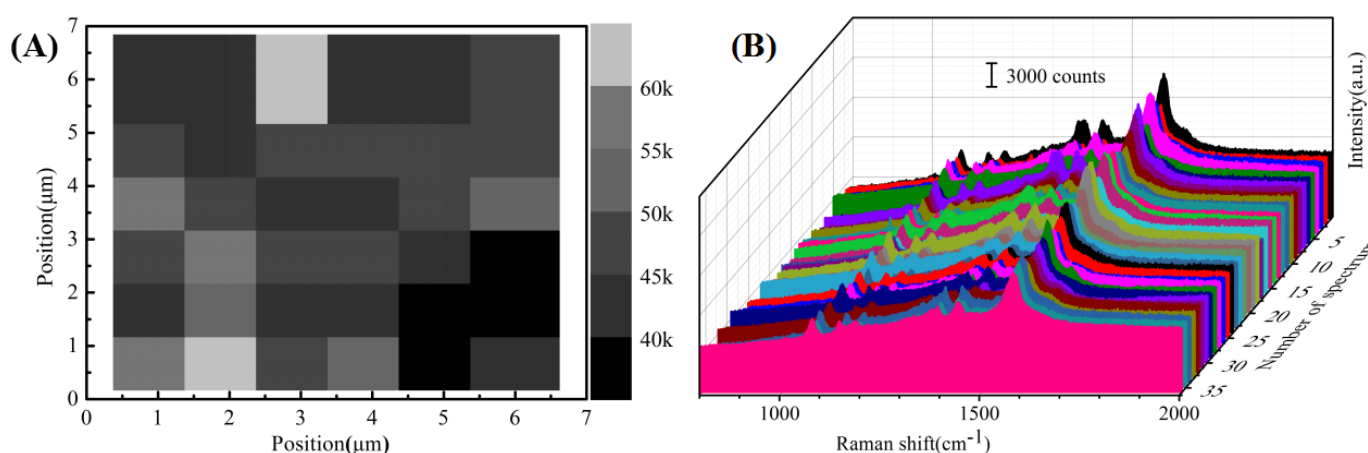 (A)
7
6
5
4
3
2
1
0
Position(μm)
0 1 2 3 4 5 6 7
Position(μm)
60k
55k
50k
45k
40k
(B)
3000 counts
Intensity(a.u.)
5
10
15
20
25
30
35
Number of spectrum
1000 1500 2000
Raman shift(cm-1)